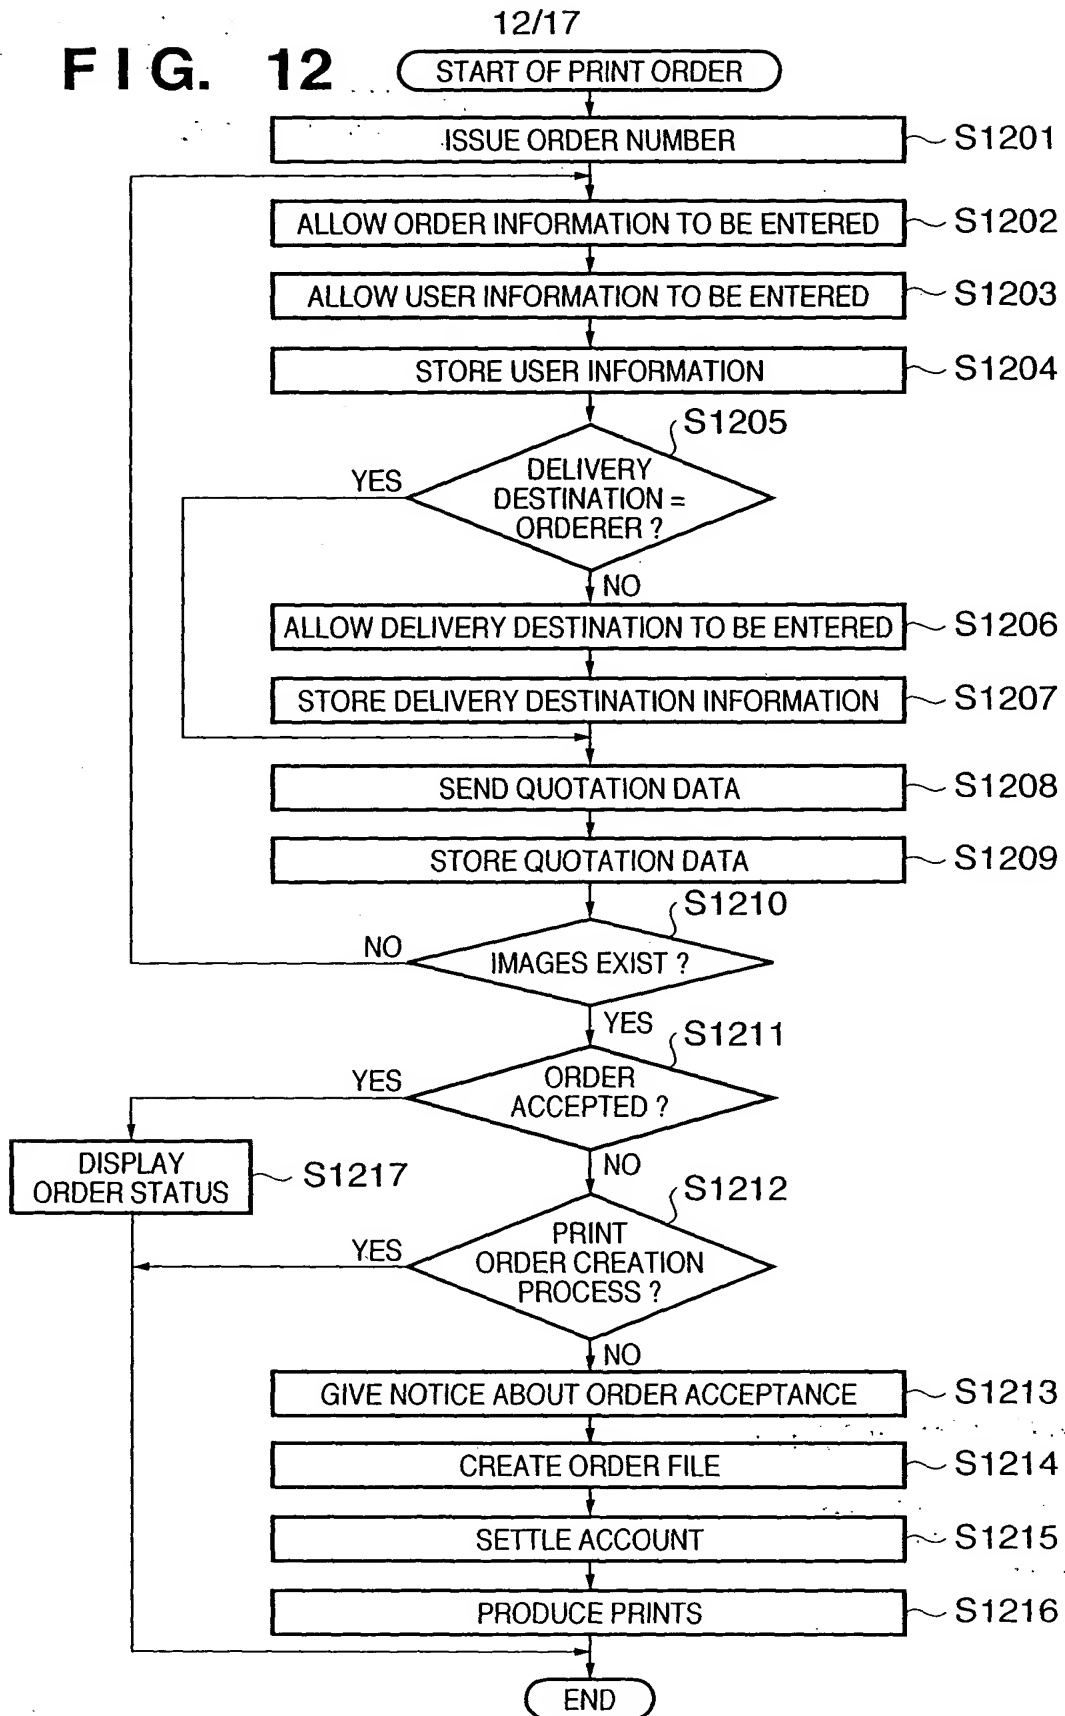 12/17
FIG. 12
START OF PRINT ORDER
ISSUE ORDER NUMBER
S1201
ALLOW ORDER INFORMATION TO BE ENTERED
S1202
ALLOW USER INFORMATION TO BE ENTERED
S1203
STORE USER INFORMATION
S1204
S1205
YES
DELIVERY
DESTINATION =
ORDERER ?
NO
ALLOW DELIVERY DESTINATION TO BE ENTERED
S1206
STORE DELIVERY DESTINATION INFORMATION
S1207
SEND QUOTATION DATA
S1208
STORE QUOTATION DATA
S1209
S1210
NO
IMAGES EXIST ?
YES
S1211
YES
ORDER
ACCEPTED ?
NO
DISPLAY
ORDER STATUS
S1217
S1212
YES
PRINT
ORDER CREATION
PROCESS ?
NO
GIVE NOTICE ABOUT ORDER ACCEPTANCE
S1213
CREATE ORDER FILE
S1214
SETTLE ACCOUNT
S1215
PRODUCE PRINTS
S1216
END